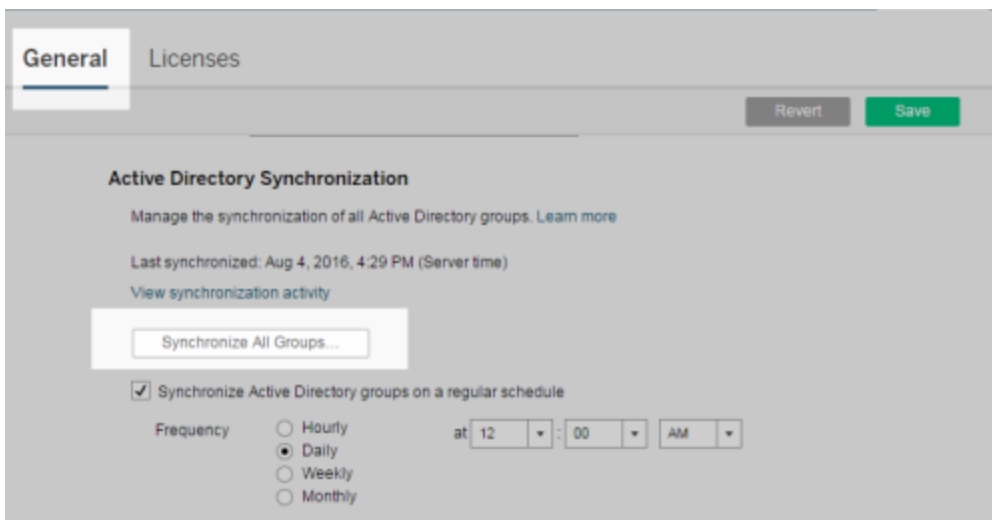 General Licenses
Revert Save
Active Directory Synchronization
Manage the synchronization of all Active Directory groups. Learn more
Last synchronized: Aug 4, 2016, 4:29 PM (Server time)
View synchronization activity
Synchronize All Groups...
Synchronize Active Directory groups on a regular schedule
Frequency Hourly at 12 : 00 AM
Daily
Weekly
Monthly